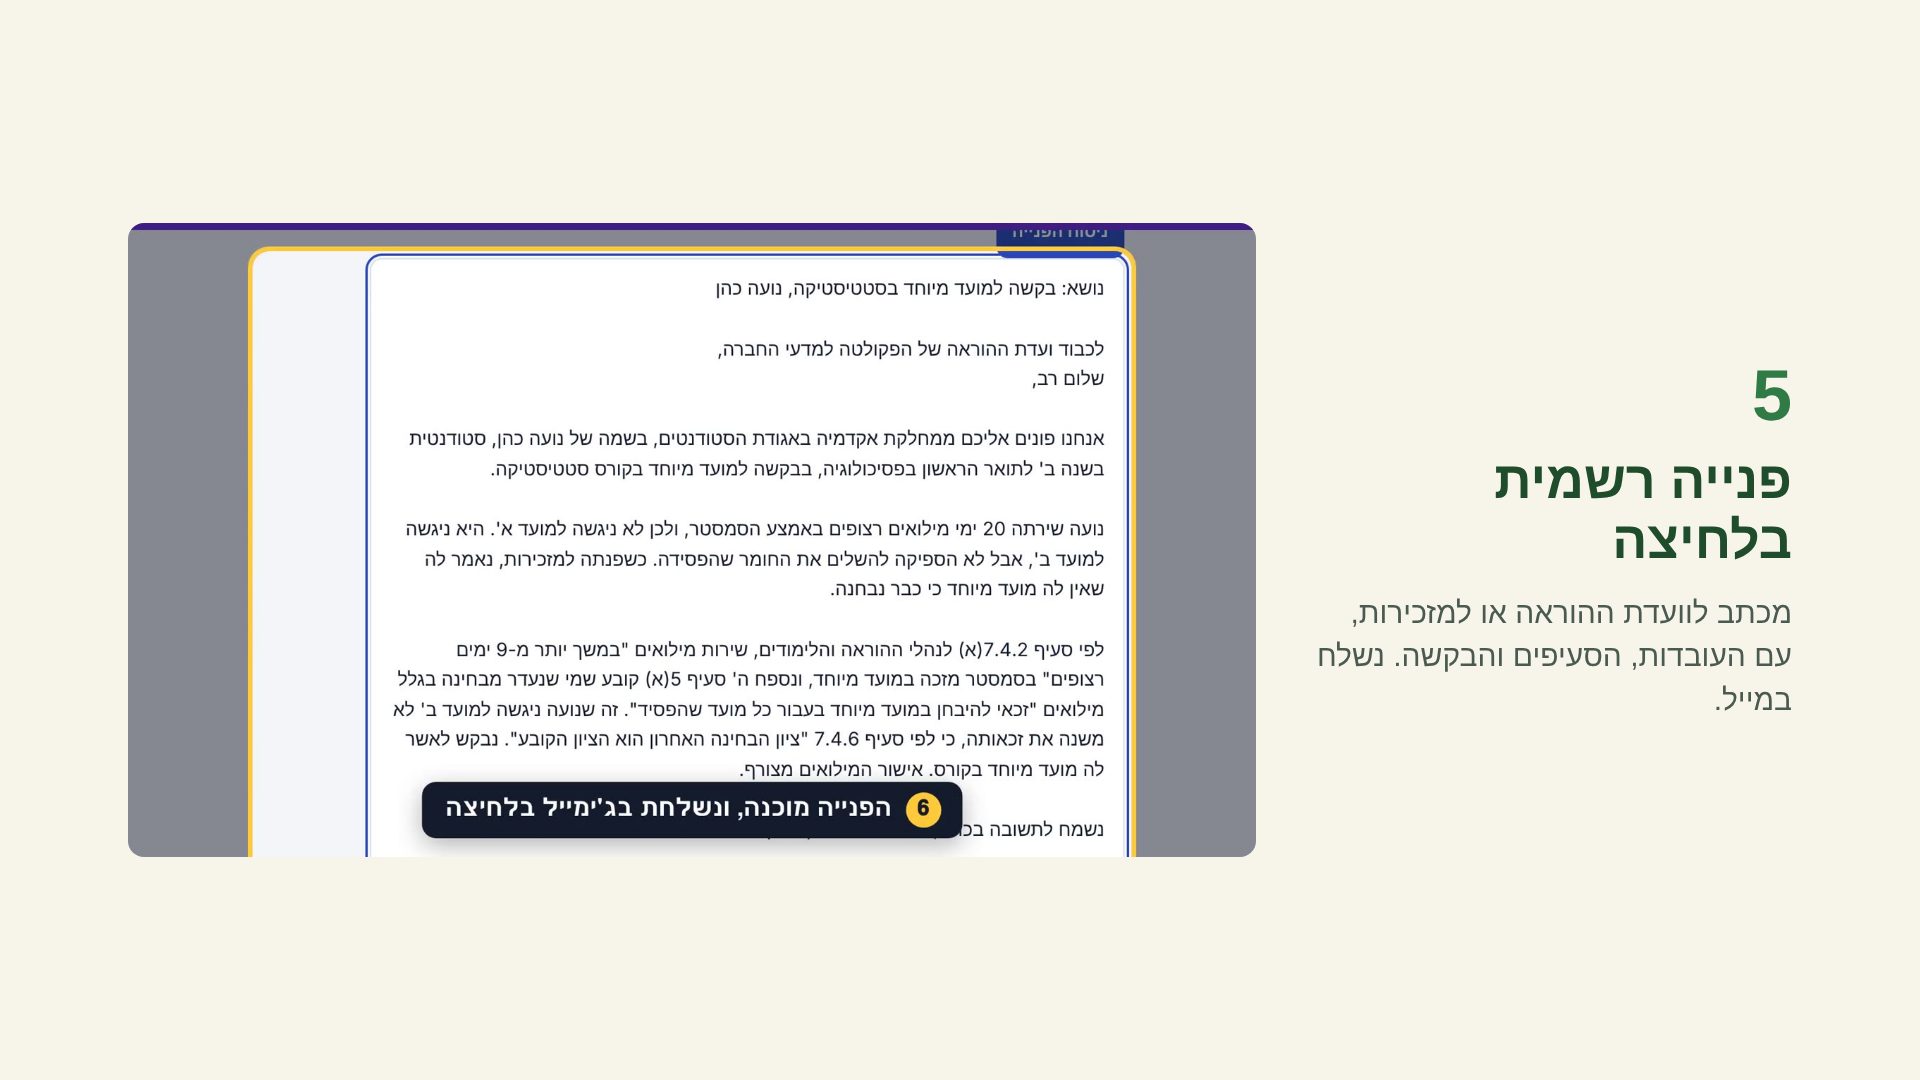 5
פנייה רשמית
בלחיצה
מכתב לוועדת ההוראה או למזכירות,
עם העובדות, הסעיפים והבקשה. נשלח
במייל.
ניסוח הפנייה
נושא: בקשה למועד מיוחד בסטטיסטיקה, נועה כהן
לכבוד ועדת ההוראה של הפקולטה למדעי החברה,
שלום רב,
אנחנו פונים אליכם ממחלקת אקדמיה באגודת הסטודנטים, בשמה של נועה כהן, סטודנטית
בשנה ב' לתואר הראשון בפסיכולוגיה, בבקשה למועד מיוחד בקורס סטטיסטיקה.
נועה שירתה 20 ימי מילואים רצופים באמצע הסמסטר, ולכן לא ניגשה למועד א'. היא ניגשה
למועד ב', אבל לא הספיקה להשלים את החומר שהפסידה. כשפנתה למזכירות, נאמר לה
שאין לה מועד מיוחד כי כבר נבחנה.
לפי סעיף 7.4.2(א) לנהלי ההוראה והלימודים, שירות מילואים "במשך יותר מ-9 ימים
רצופים" בסמסטר מזכה במועד מיוחד, ונספח ה' סעיף 5(א) קובע שמי שנעדר מבחינה בגלל
מילואים "זכאי להיבחן במועד מיוחד בעבור כל מועד שהפסיד". זה שנועה ניגשה למועד ב' לא
משנה את זכאותה, כי לפי סעיף 7.4.6 "ציון הבחינה האחרון הוא הציון הקובע". נבקש לאשר
לה מועד מיוחד בקורס. אישור המילואים מצורף.
6 הפנייה מוכנה, ונשלחת בג'ימייל בלחיצה
נשמח לתשובה